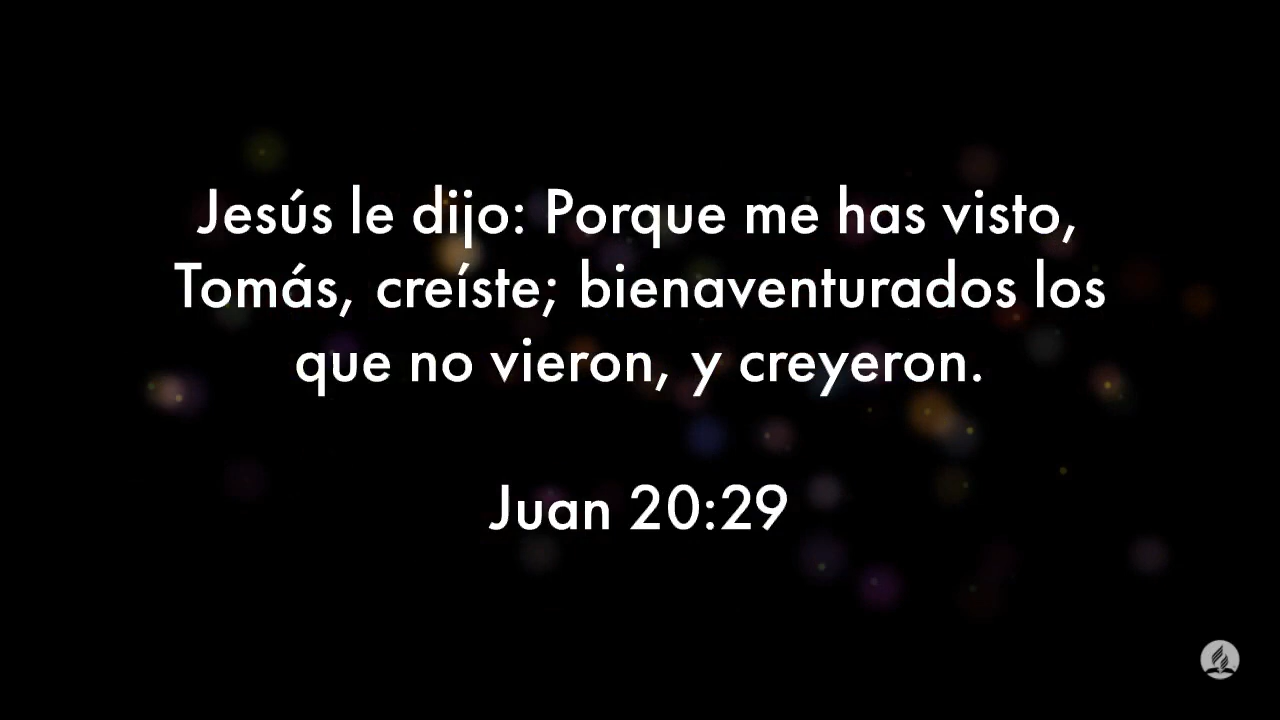 Jesús le dijo: Porque me has visto,
Tomás, creíste; bienaventurados los
que no vieron, y creyeron.
Juan 20:29